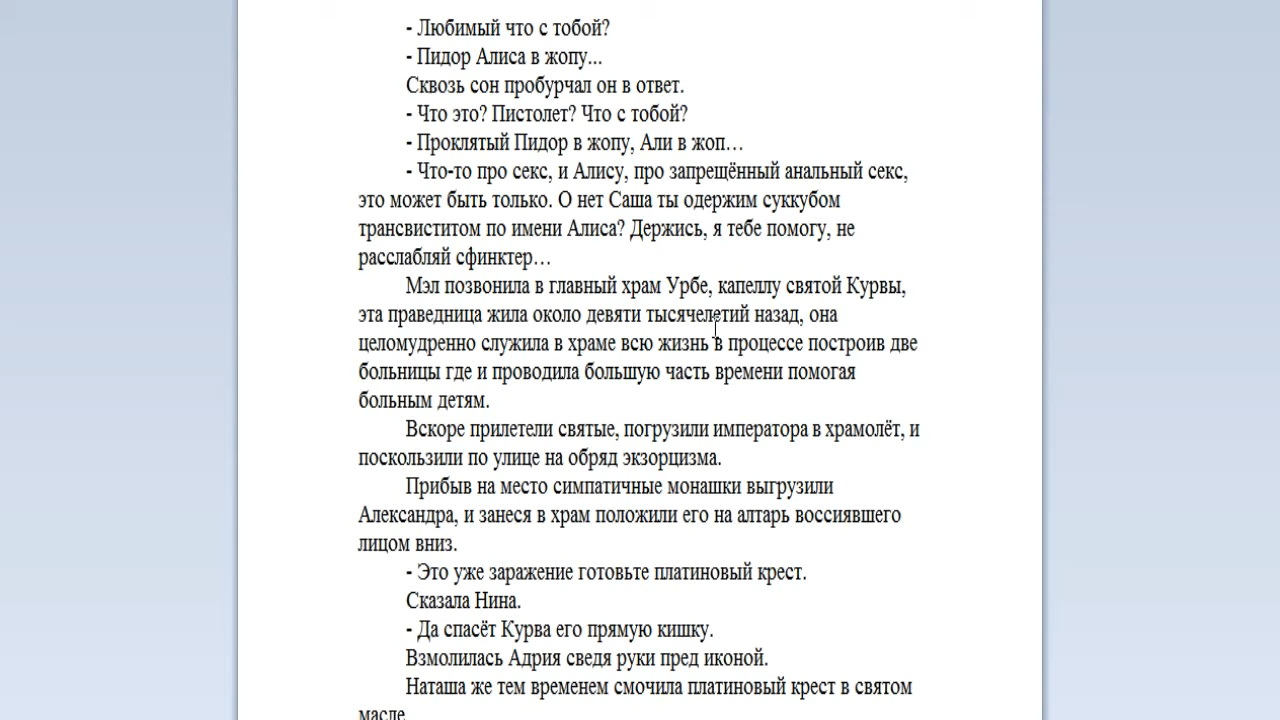 - Любимый что с тобой?
- Пидор Алиса в жопу...
Сквозь сон пробурчал он в ответ.
- Что это? Пистолет? Что с тобой?
- Проклятый Пидор в жопу, Али в жоп…
- Что-то про секс, и Алису, про запрещённый анальный секс,
это может быть только. О нет Саша ты одержим суккубом
трансвиститом по имени Алиса? Держись, я тебе помогу, не
расслабляй сфинктер…
Мэл позвонила в главный храм Урбе, капеллу святой Курвы,
эта праведница жила около девяти тысячелетий назад, она
целомудренно служила в храме всю жизнь в процессе построив две
больницы где и проводила большую часть времени помогая
больным детям.
Вскоре прилетели святые, погрузили императора в храмолёт, и
поскользили по улице на обряд экзорцизма.
Прибыв на место симпатичные монашки выгрузили
Александра, и занеся в храм положили его на алтарь воссиявшего
лицом вниз.
- Это уже заражение готовьте платиновый крест.
Сказала Нина.
- Да спасёт Курва его прямую кишку.
Взмолилась Адрия сведя руки пред иконой.
Наташа же тем временем смочила платиновый крест в святом
масле